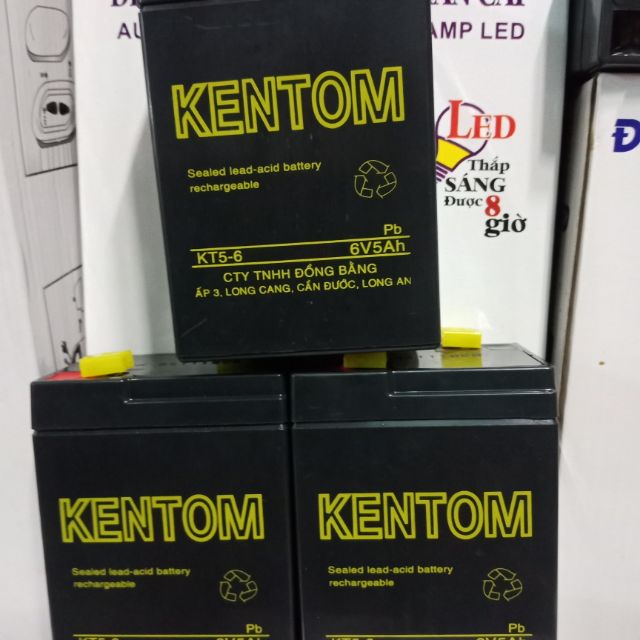 AU
AMP LED
KENTOM
Sealed lead-acid battery
rechargeable
Pb
KT5-6 6V5Ah
CTY TNHH ĐỒNG BẰNG
ẤP 3, LONG CANG, CẦN ĐƯỚC, LONG AN
LED
Thắp
SÁNG
Được 8
giờ
Đ
KENTOM
Sealed lead-acid battery
rechargeable
Pb
KENTOM
Sealed lead-acid battery
rechargeable
Pb